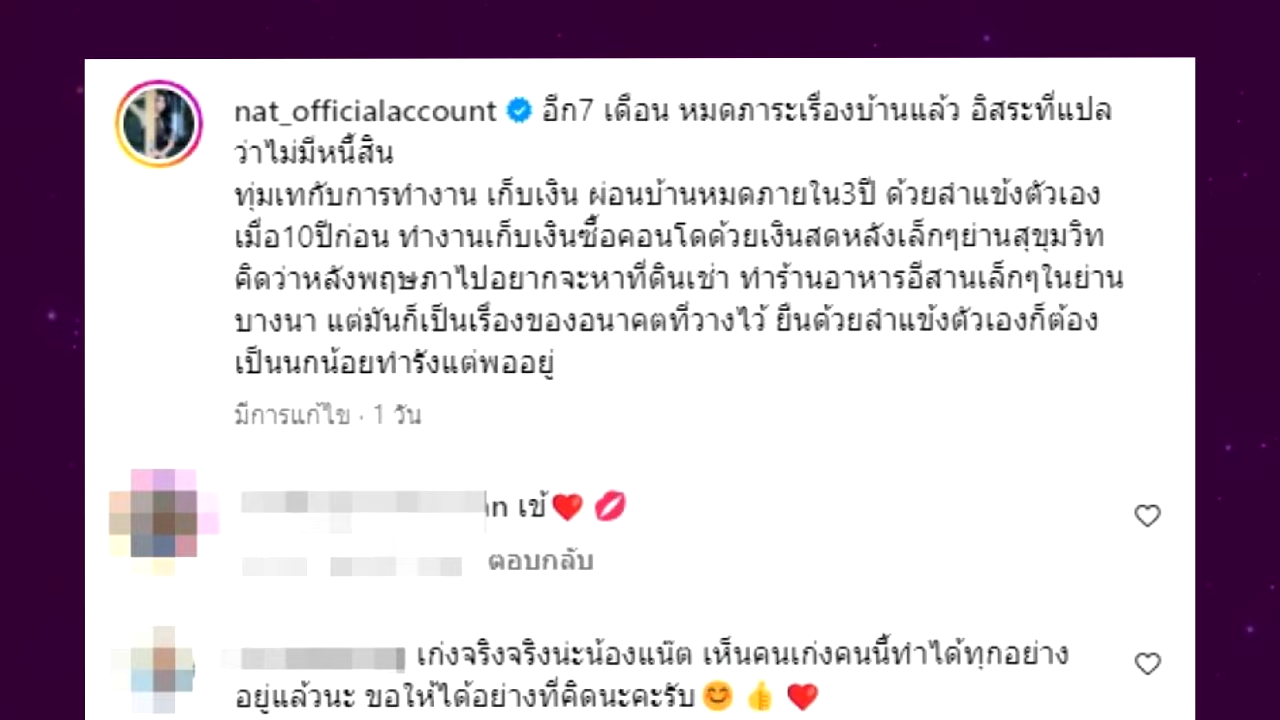 nat_officialaccount อีก7 เดือน หมดภาระเรื่องบ้านแล้ว อิสระที่แปล
ว่าไม่มีหนี้สิน
ทุ่มเทกับการทำงาน เก็บเงิน ผ่อนบ้านหมดภายใน3ปี ด้วยลำแข้งตัวเอง
เมื่อ10ปีก่อน ทำงานเก็บเงินซื้อคอนโดด้วยเงินสดหลังเล็กๆย่านสุขุมวิท
คิดว่าหลังพฤษภาไปอยากจะหาที่ดินเช่า ทำร้านอาหารอีสานเล็กๆในย่าน
บางนา แต่มันก็เป็นเรื่องของอนาคตที่วางไว้ ยืนด้วยลำแข้งตัวเองก็ต้อง
เป็นนกน้อยทำรังแต่พออยู่
มีการแก้ไข · 1 วัน
เข้❤️ 💋
ตอบกลับ
เก่งจริงจริงน่ะน้องแน๊ต เห็นคนเก่งคนนี้ทำได้ทุกอย่าง
อยู่แล้วนะ ขอให้ได้อย่างที่คิดนะคะรับ😊 👍 ❤️